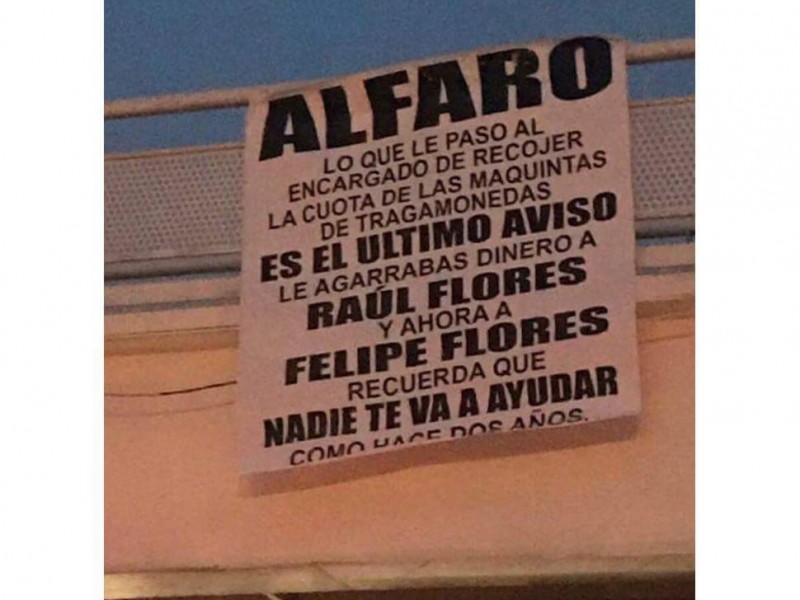 ALFARO
LO QUE LE PASO AL
ENCARGADO DE RECOJER
LA CUOTA DE LAS MAQUINTAS
DE TRAGAMONEDAS
ES EL ULTIMO AVISO
LE AGARRABAS DINERO A
RAÚL FLORES
Y AHORA A
FELIPE FLORES
RECUERDA QUE
NADIE TE VA A AYUDAR
COMO HACE DOS AÑOS.